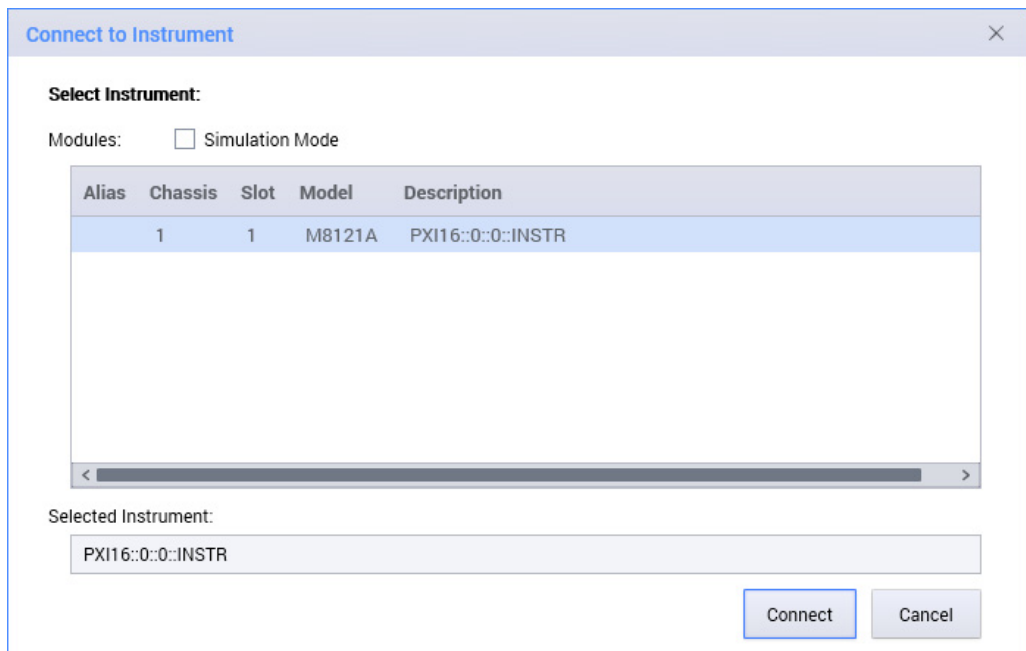 Connect to Instrument
Select Instrument:
Modules: Simulation Mode
Alias Chassis Slot Model Description
1 1 M8121A PXI16::0::0::INSTR
Selected Instrument:
PXI16::0::0::INSTR
Connect Cancel